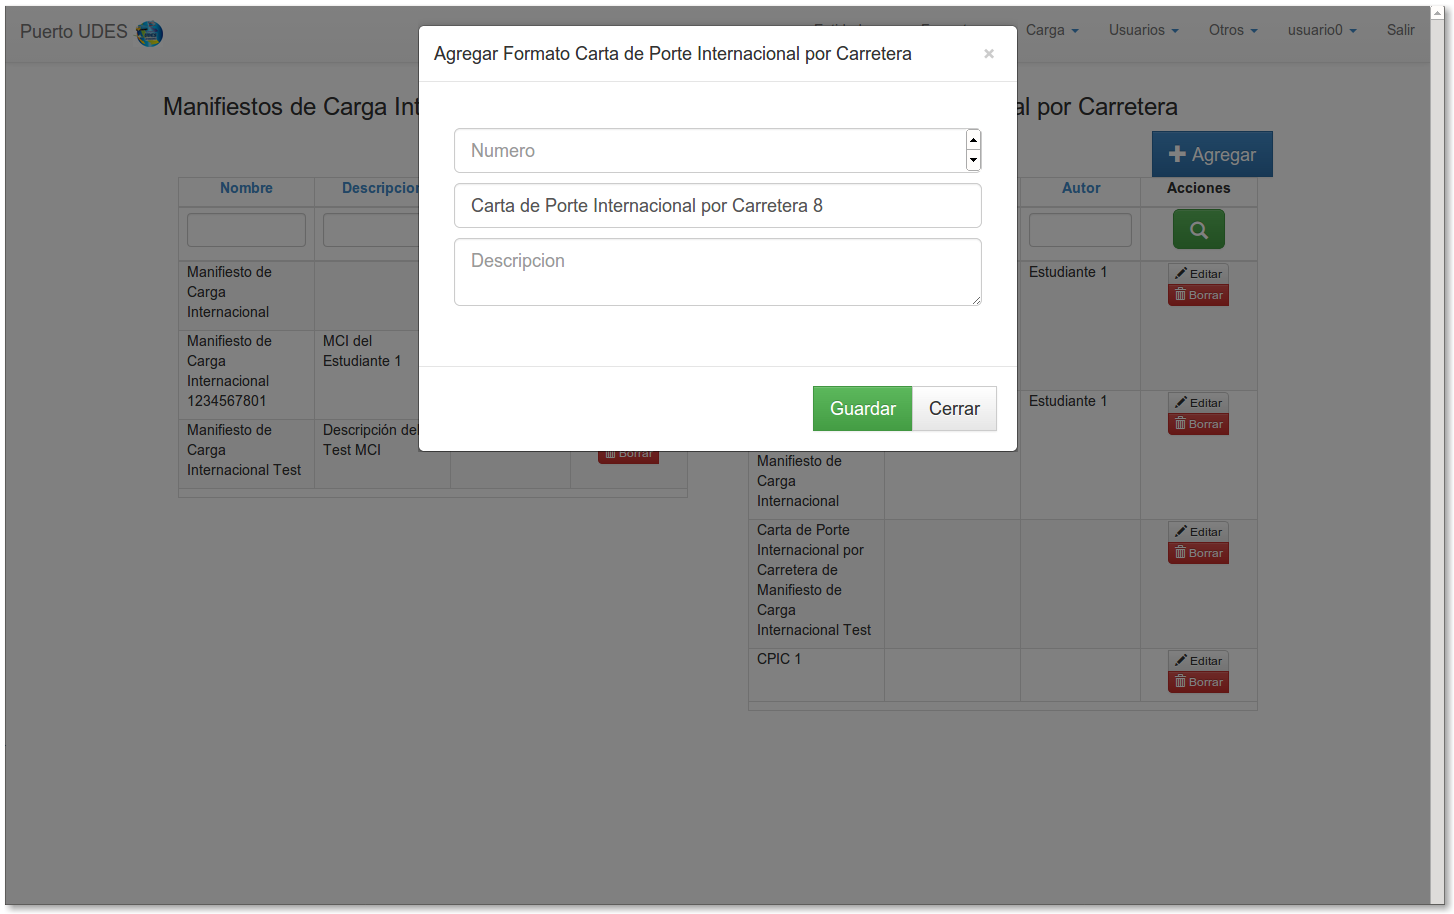 Puerto UDES
Carga
Usuarios
Otros
usuario0
Salir
Agregar Formato Carta de Porte Internacional por Carretera
×
Manifiestos de Carga
por Carretera
Numero
Carta de Porte Internacional por Carretera 8
Descripcion
Guardar
Cerrar
Agregar
Nombre
Autor
Acciones
Manifiesto de
Carga
Internacional
Manifiesto de
Carga
Internacional
1234567801
MCI del
Estudiante 1
Manifiesto de
Carga
Internacional Test
Descripción del
Test MCI
Borrar
Estudiante 1
Editar
Borrar
Estudiante 1
Editar
Borrar
Manifiesto de
Carga
Internacional
Carta de Porte
Internacional por
Carretera de
Manifiesto de
Carga
Internacional Test
Editar
Borrar
CPIC 1
Editar
Borrar